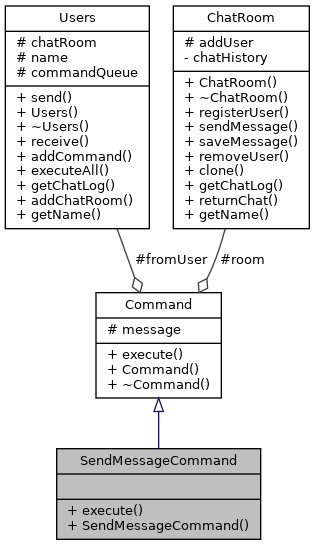 Users
# chatRoom
# name
# commandQueue
+ send()
+ Users()
+ ~Users()
+ receive()
+ addCommand()
+ executeAll()
+ getChatLog()
+ addChatRoom()
+ getName()
ChatRoom
# addUser
- chatHistory
+ ChatRoom()
+ ~ChatRoom()
+ registerUser()
+ sendMessage()
+ saveMessage()
+ removeUser()
+ clone()
+ getChatLog()
+ returnChat()
+ getName()
#fromUser
#room
Command
# message
+ execute()
+ Command()
+ ~Command()
SendMessageCommand
+ execute()
+ SendMessageCommand()